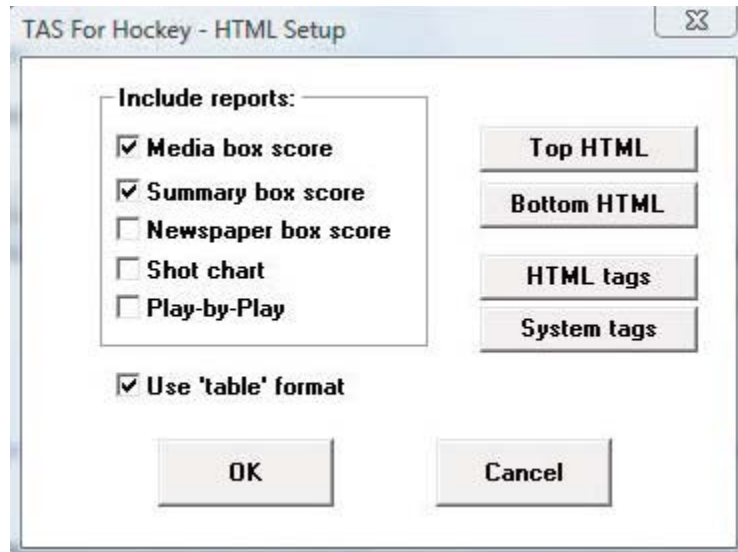 TAS For Hockey - HTML Setup
Include reports:
Media box score
Summary box score
Newspaper box score
Shot chart
Play-by-Play
Use 'table' format
Top HTML
Bottom HTML
HTML tags
System tags
OK
Cancel